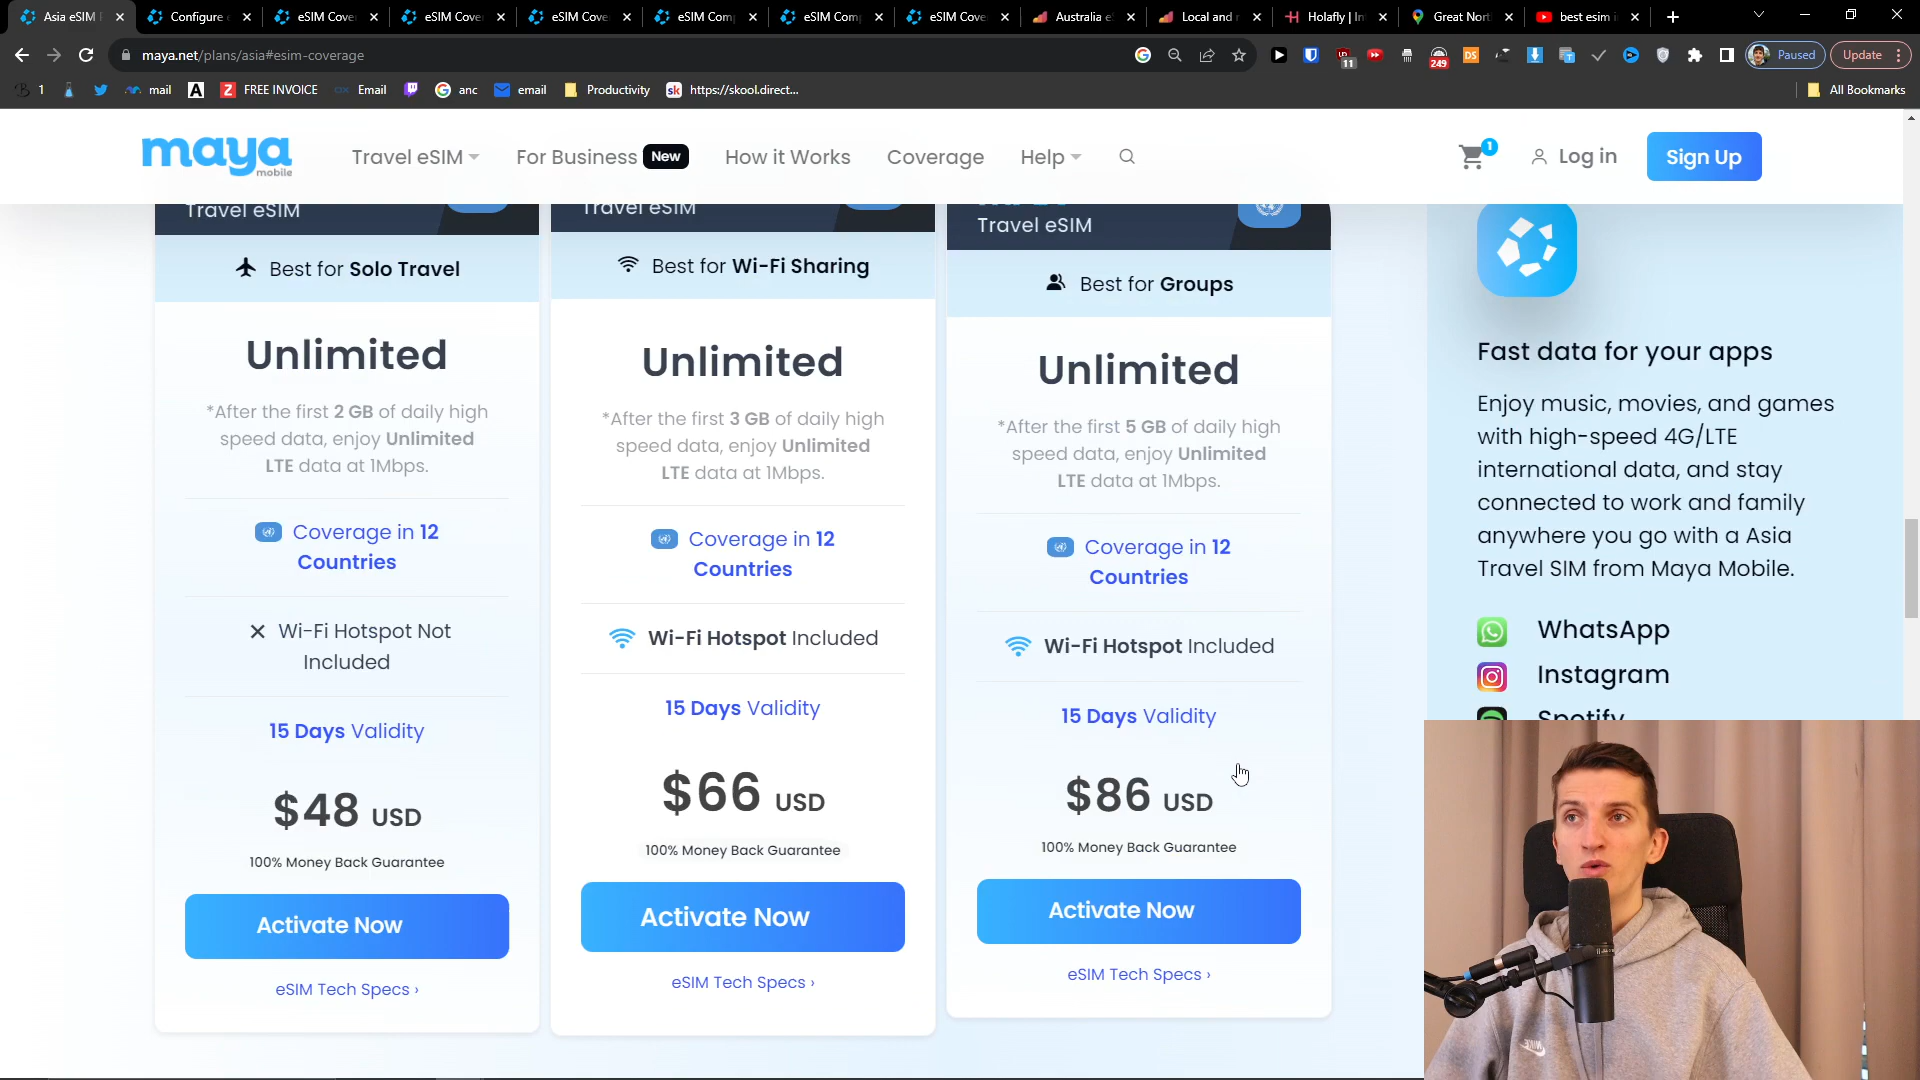 Asia eSIM
Configure e
eSIM Cove
eSIM Cove
eSIM Cove
eSIM Comp
eSIM Comp
eSIM Cove
Australia e
Local and r
Holafly | In
Great Nort
best esim i
maya.net/plans/asia#esim-coverage
11
249
DS
Paused
Update
1
mail
A
Z
FREE INVOICE
Email
anc
email
Productivity
sk
https://skool.direct...
All Bookmarks
maya
mobile
Travel eSIM
For Business
New
How it Works
Coverage
Help
1
Log in
Sign Up
Travel eSIM
Travel eSIM
Travel eSIM
Best for Solo Travel
Unlimited
*After the first 2 GB of daily high
speed data, enjoy Unlimited
LTE data at 1Mbps.
Coverage in 12
Countries
Wi-Fi Hotspot Not
Included
15 Days Validity
$48 USD
100% Money Back Guarantee
Activate Now
eSIM Tech Specs ›
Best for Wi-Fi Sharing
Unlimited
*After the first 3 GB of daily high
speed data, enjoy Unlimited
LTE data at 1Mbps.
Coverage in 12
Countries
Wi-Fi Hotspot Included
15 Days Validity
$66 USD
100% Money Back Guarantee
Activate Now
eSIM Tech Specs ›
Best for Groups
Unlimited
*After the first 5 GB of daily high
speed data, enjoy Unlimited
LTE data at 1Mbps.
Coverage in 12
Countries
Wi-Fi Hotspot Included
15 Days Validity
$86 USD
100% Money Back Guarantee
Activate Now
eSIM Tech Specs ›
Fast data for your apps
Enjoy music, movies, and games
with high-speed 4G/LTE
international data, and stay
connected to work and family
anywhere you go with a Asia
Travel SIM from Maya Mobile.
WhatsApp
Instagram
Spotify
NIKE